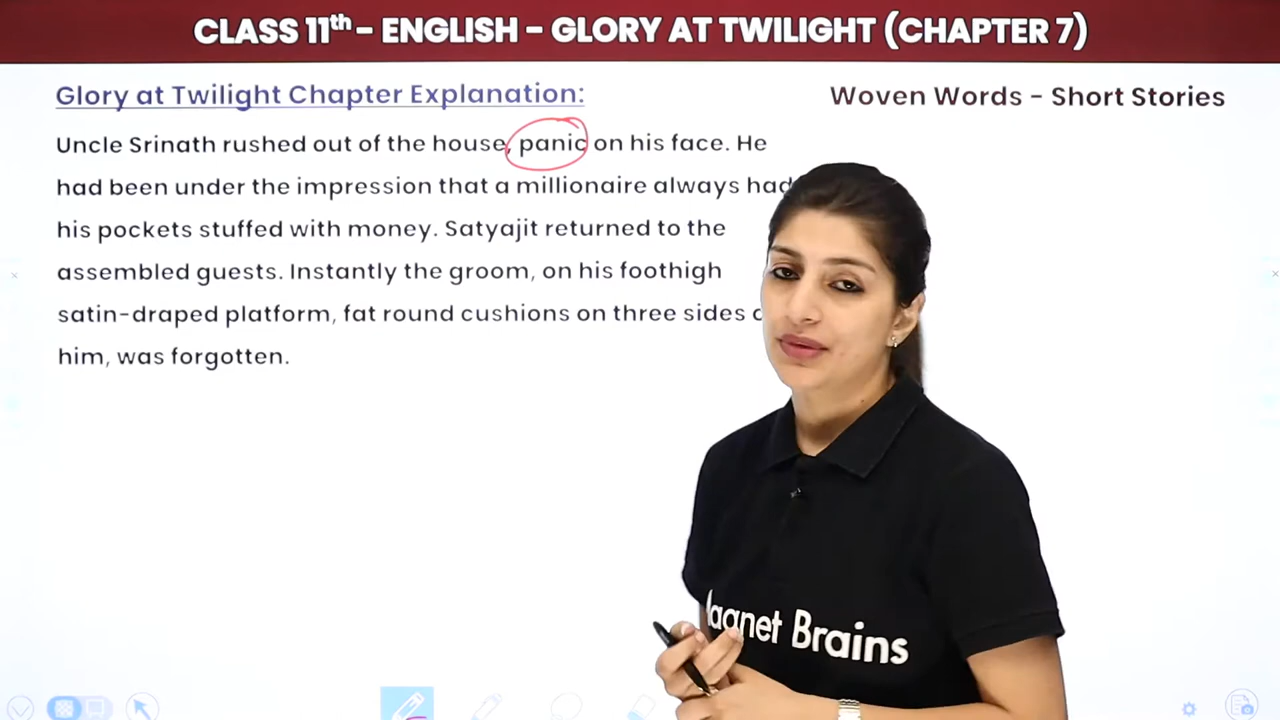 CLASS 11th – ENGLISH – GLORY AT TWILIGHT (CHAPTER 7)
Glory at Twilight Chapter Explanation:
Woven Words – Short Stories
Uncle Srinath rushed out of the house, panic on his face. He
had been under the impression that a millionaire always had
his pockets stuffed with money. Satyajit returned to the
assembled guests. Instantly the groom, on his foothigh
satin-draped platform, fat round cushions on three sides
him, was forgotten.
Brains